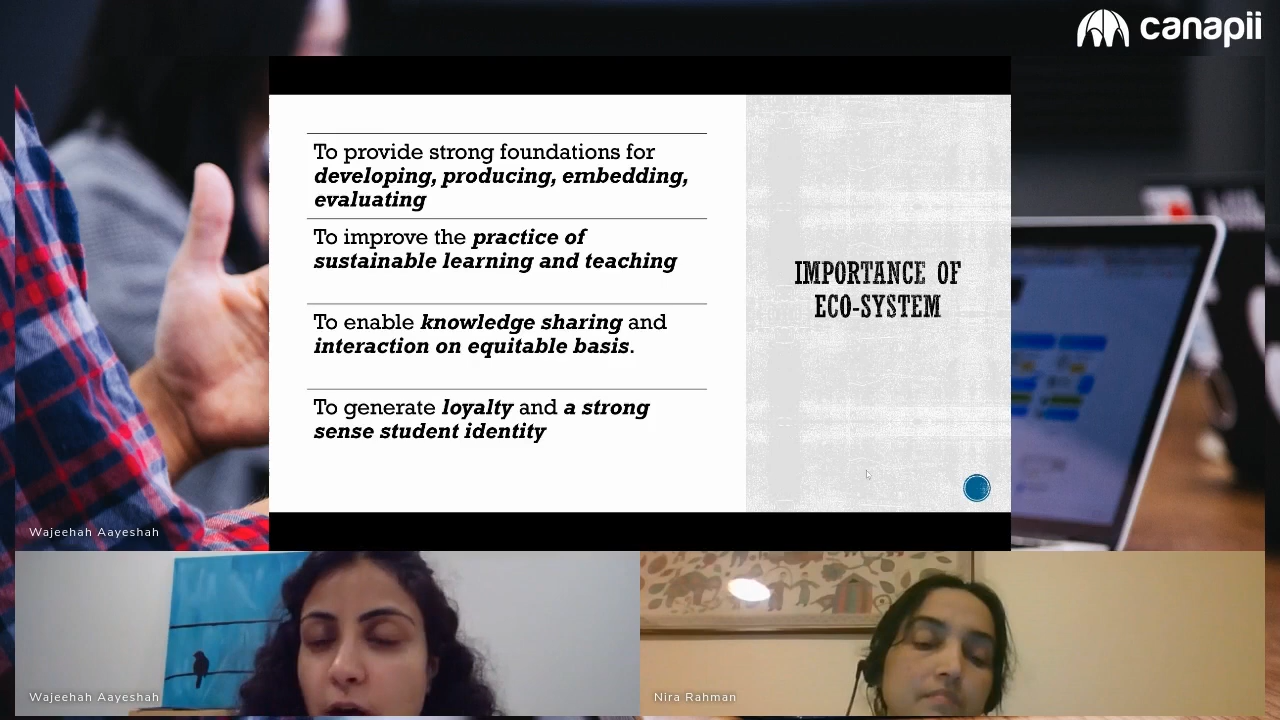 canapii
To provide strong foundations for
developing, producing, embedding,
evaluating
To improve the practice of
sustainable learning and teaching
To enable knowledge sharing and
interaction on equitable basis.
To generate loyalty and a strong
sense student identity
IMPORTANCE OF
ECO-SYSTEM
Wajeehah Aayeshah
Wajeehah Aayeshah
Nira Rahman